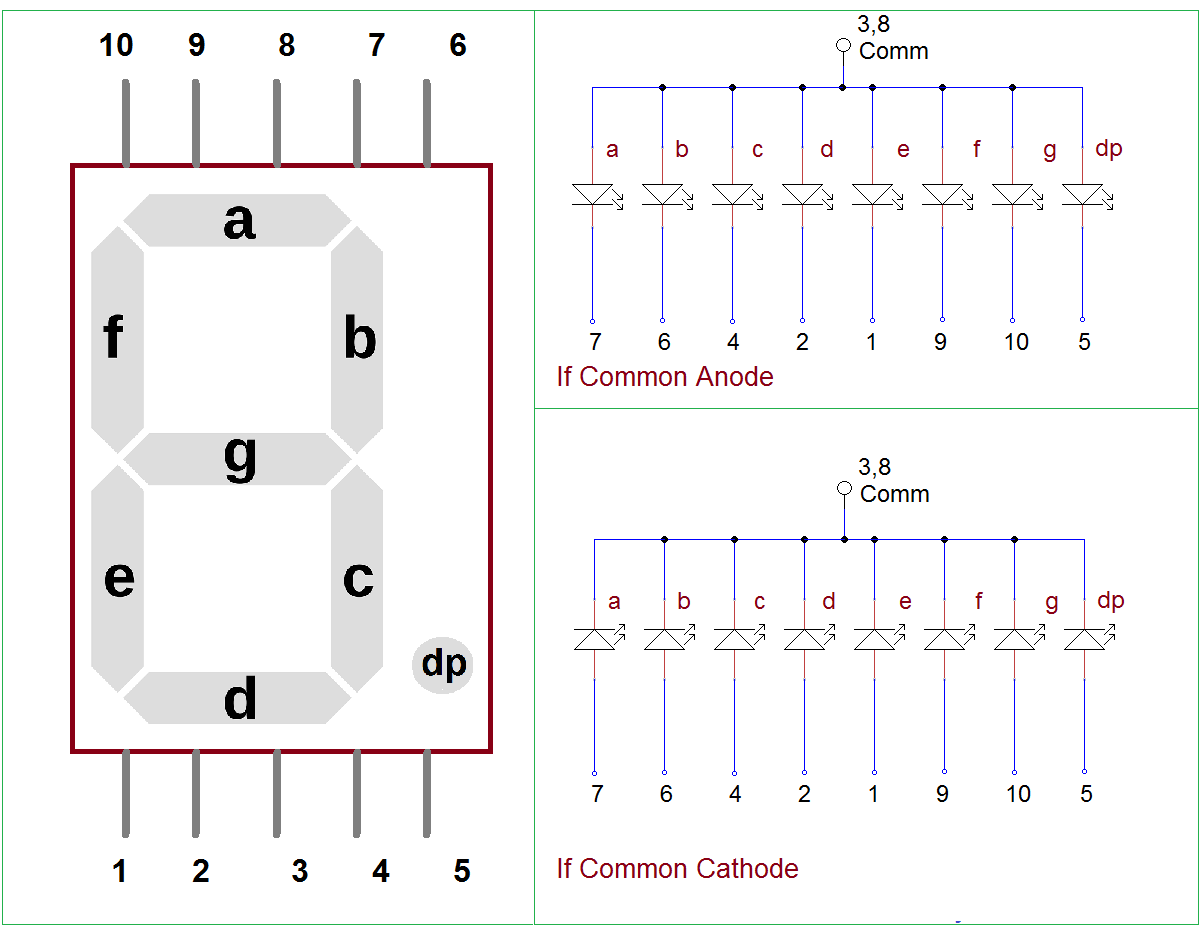 10 9 8 7 6
a
f b
g
e c
dp
d
1 2 3 4 5
3,8
Comm
a b c d e f g dp
7 6 4 2 1 9 10 5
If Common Anode
3,8
Comm
a b c d e f g dp
7 6 4 2 1 9 10 5
If Common Cathode